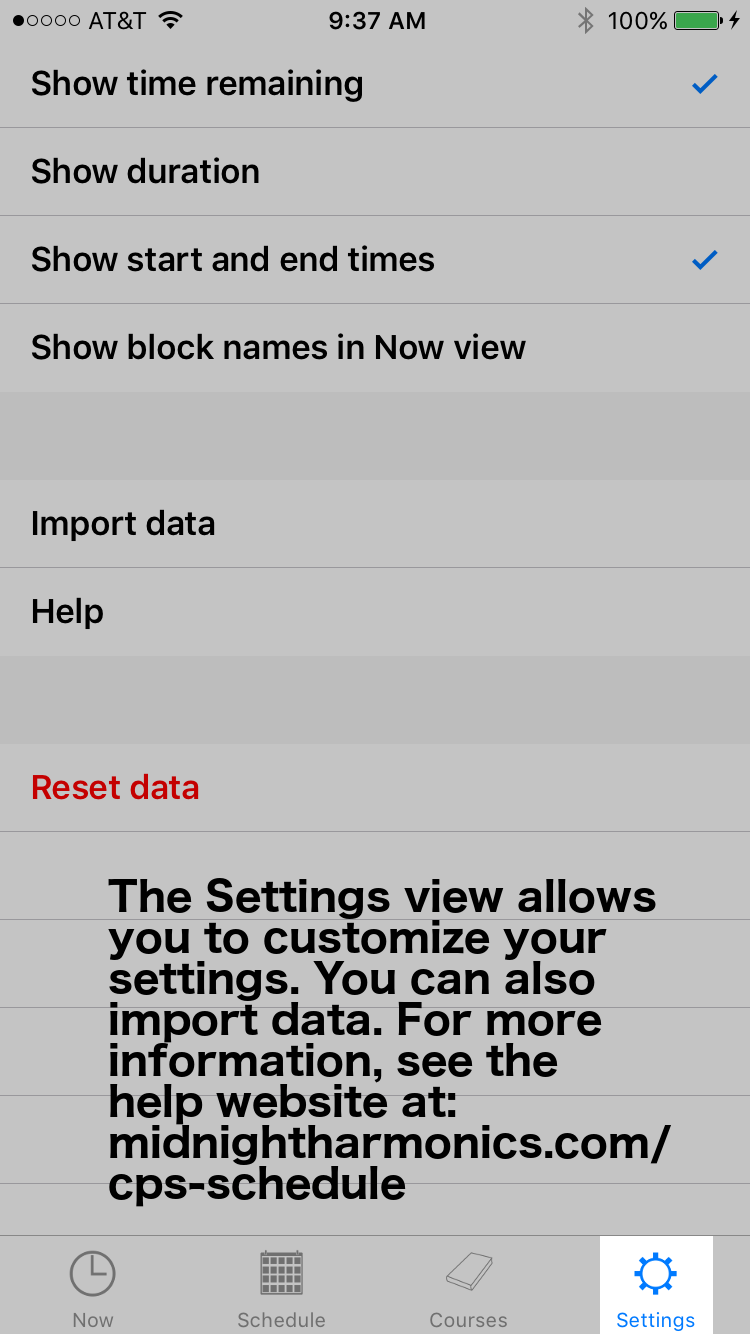 AT&T 9:37 AM 100%
Show time remaining
Show duration
Show start and end times
Show block names in Now view
Import data
Help
Reset data
The Settings view allows
you to customize your
settings. You can also
import data. For more
information, see the
help website at:
midnightharmonics.com/
cps-schedule
Now Schedule Courses Settings